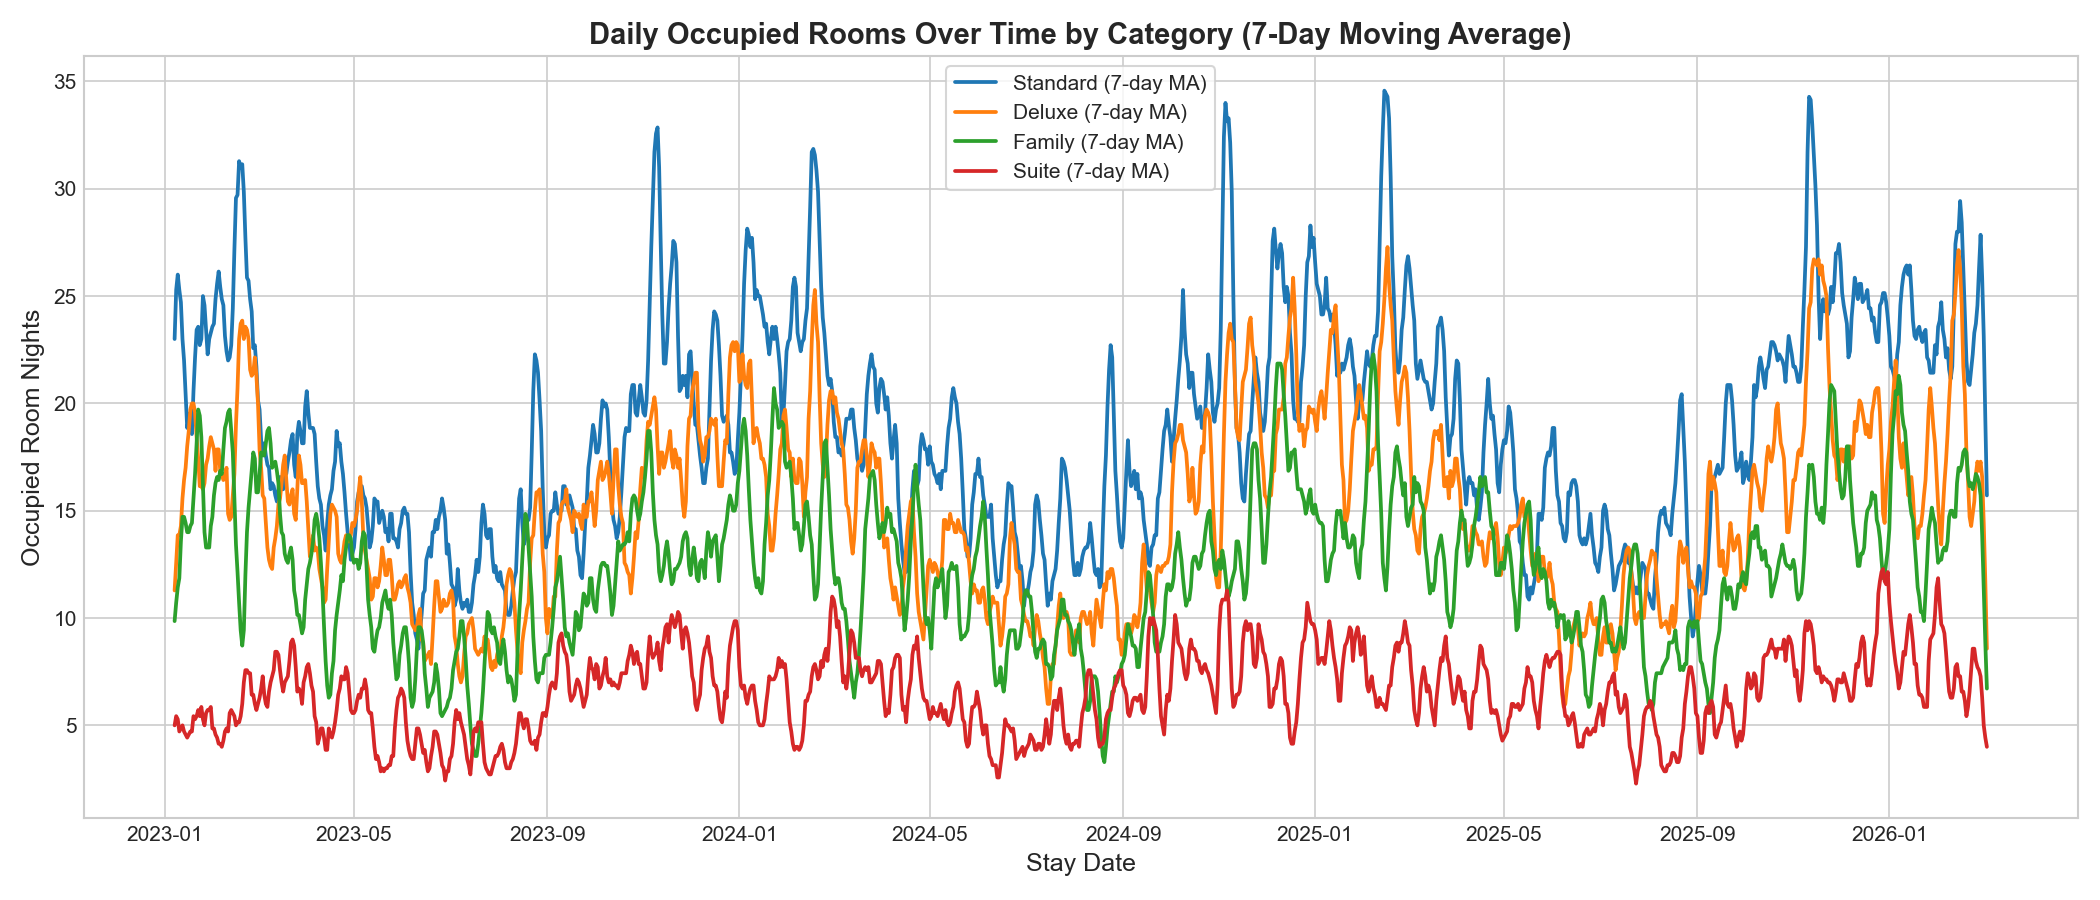 Daily Occupied Rooms Over Time by Category (7-Day Moving Average)
Standard (7-day MA)
Deluxe (7-day MA)
Family (7-day MA)
Suite (7-day MA)
Occupied Room Nights
35
30
25
20
15
10
5
2023-01 2023-05 2023-09 2024-01 2024-05 2024-09 2025-01 2025-05 2025-09 2026-01
Stay Date